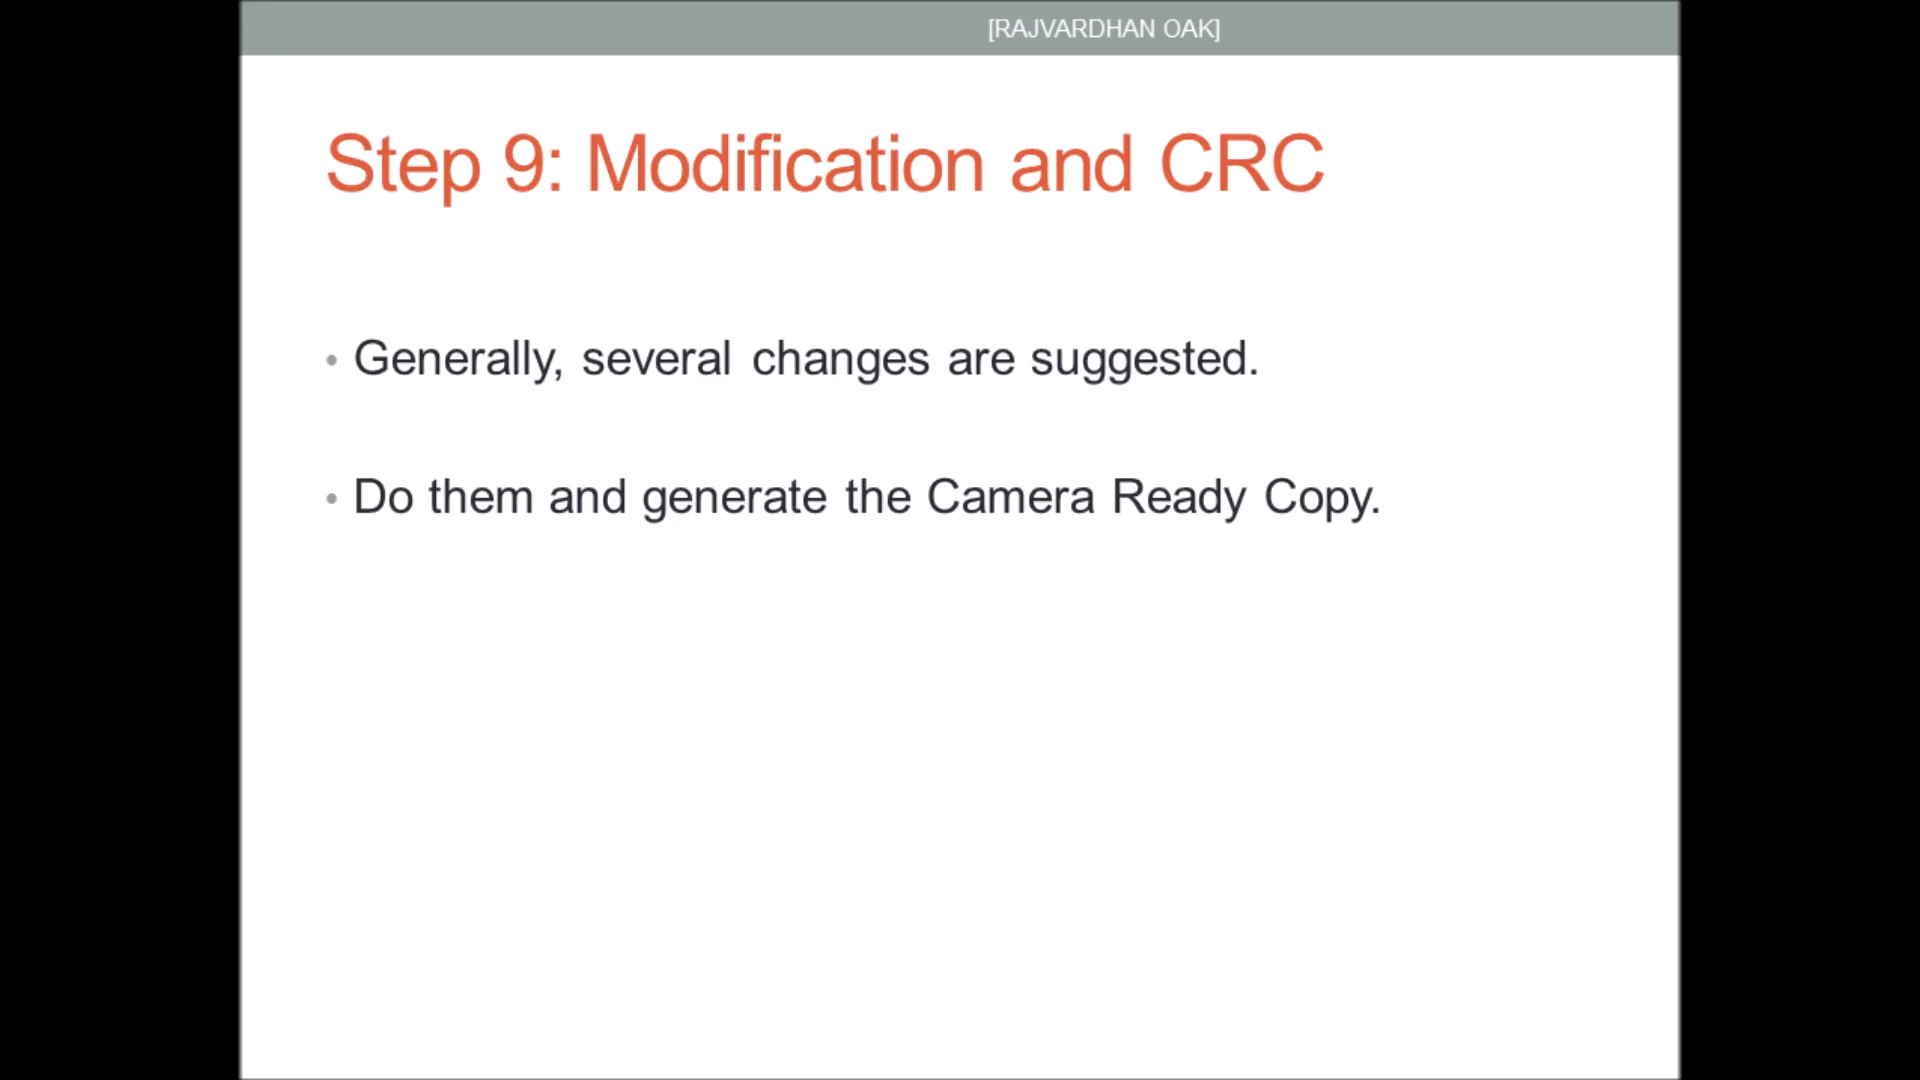 [RAJVARDHAN OAK]
Step 9: Modification and CRC
• Generally, several changes are suggested.
• Do them and generate the Camera Ready Copy.